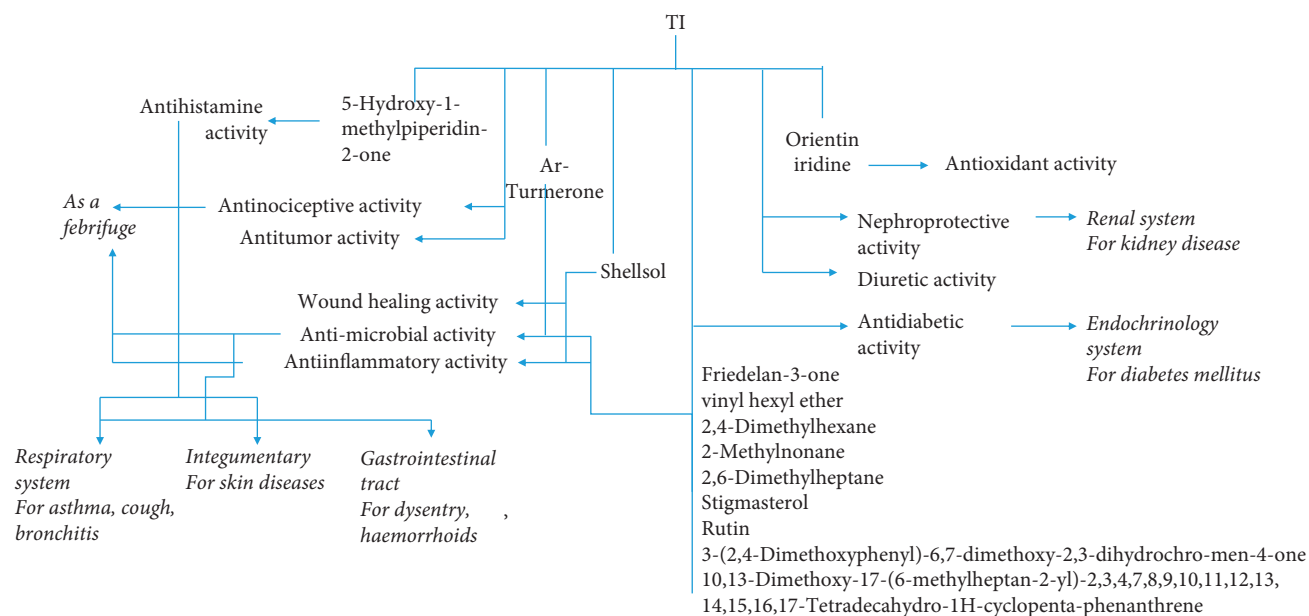 TI
Antihistamine
activity
5-Hydroxy-1-
methylpiperidin-
2-one
Ar-
Turmerone
Orientin
iridine
Antioxidant activity
As a
febrifuge
Antinociceptive activity
Antitumor activity
Shellsol
Nephroprotective
activity
Renal system
For kidney disease
Diuretic activity
Wound healing activity
Anti-microbial activity
Antiinflammatory activity
Antidiabetic
activity
Endocrinology
system
For diabetes mellitus
Friedelan-3-one
vinyl hexyl ether
2,4-Dimethylhexane
2-Methylnonane
2,6-Dimethylheptane
Stigmasterol
Rutin
3-(2,4-Dimethoxyphenyl)-6,7-dimethoxy-2,3-dihydrochro-men-4-one
10,13-Dimethoxy-17-(6-methylheptan-2-yl)-2,3,4,7,8,9,10,11,12,13,
14,15,16,17-Tetradecahydro-1H-cyclopenta-phenanthrene
Respiratory
system
For asthma, cough,
bronchitis
Integumentary
For skin diseases
Gastrointestinal
tract
For dysentry, ,
haemorrhoids